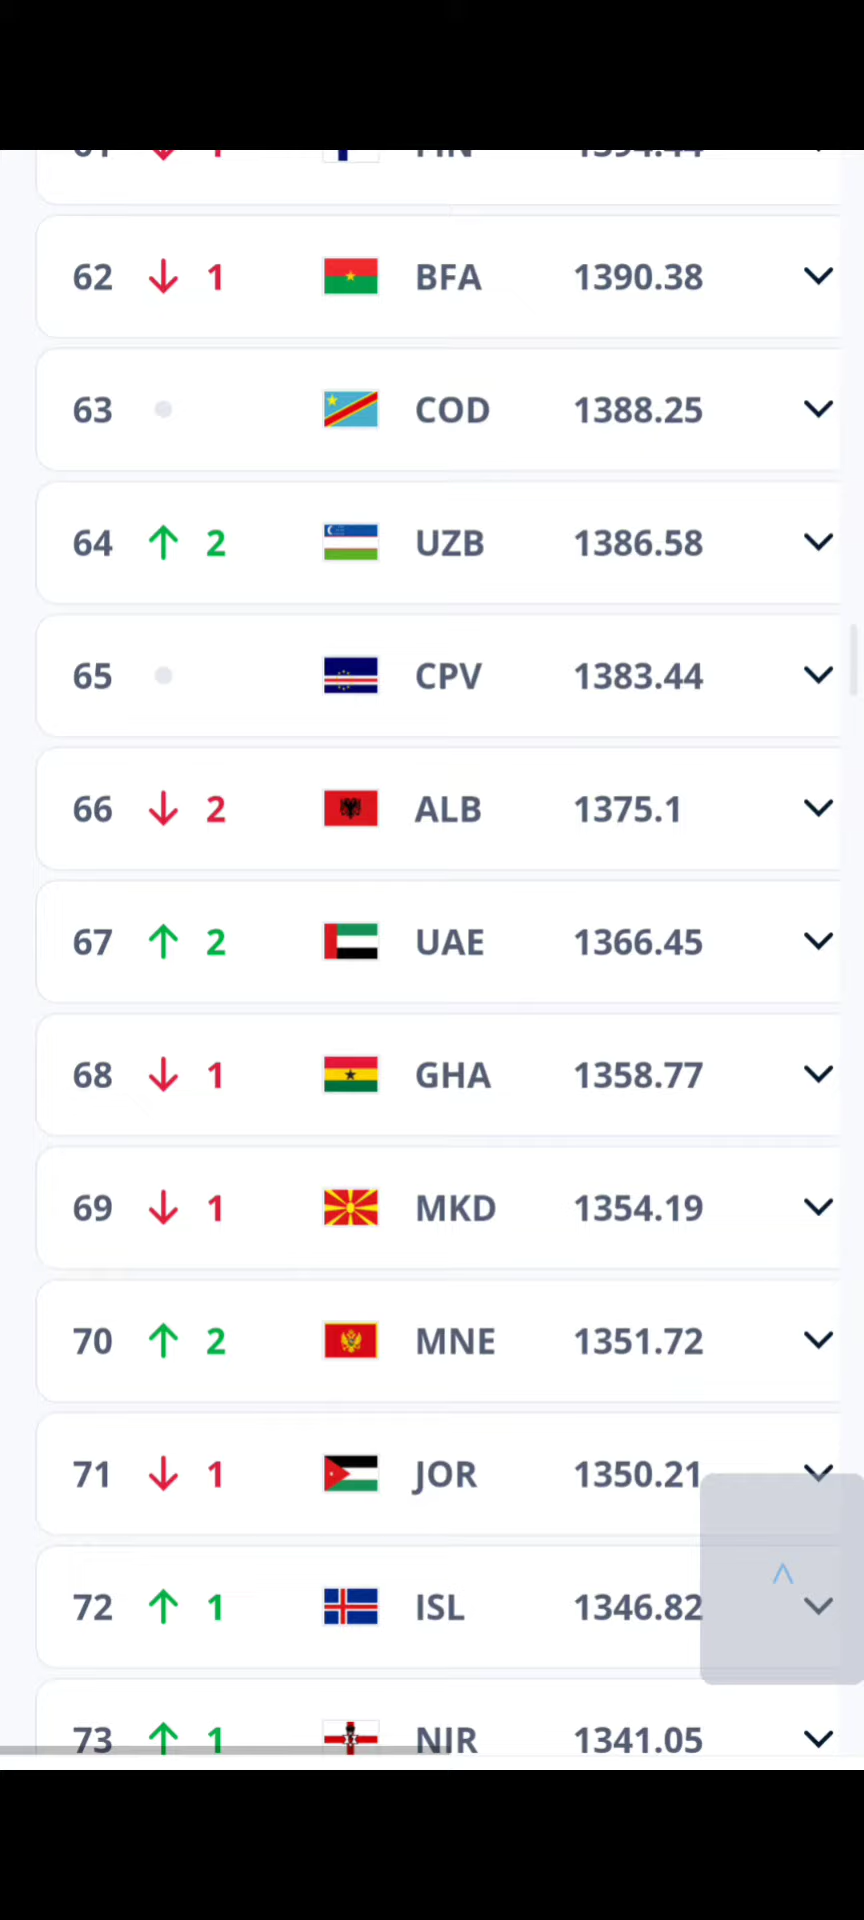 62 1 BFA 1390.38
63 COD 1388.25
64 2 UZB 1386.58
65 CPV 1383.44
66 2 ALB 1375.1
67 2 UAE 1366.45
68 1 GHA 1358.77
69 1 MKD 1354.19
70 2 MNE 1351.72
71 1 JOR 1350.21
72 1 ISL 1346.82
73 1 NIR 1341.05